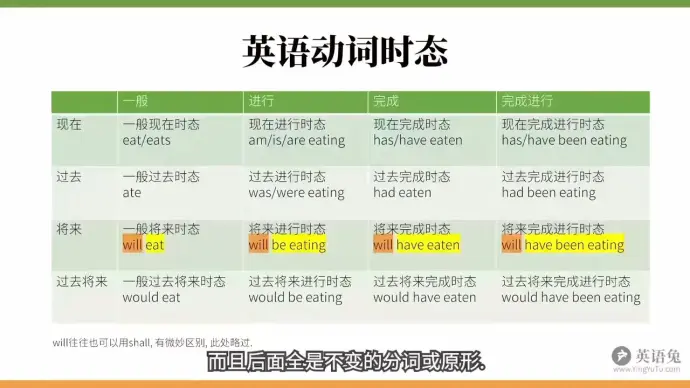 英语动词时态
一般 进行 完成 完成进行
现在 一般现在时态 现在进行时态 现在完成时态 现在完成进行时态
eat/eats am/is/are eating has/have eaten has/have been eating
过去 一般过去时态 过去进行时态 过去完成时态 过去完成进行时态
ate was/were eating had eaten had been eating
将来 一般将来时态 将来进行时态 将来完成时态 将来完成进行时态
will eat will be eating will have eaten will have been eating
过去将来 一般过去将来时态 过去将来进行时态 过去将来完成时态 过去将来完成进行时态
would eat would be eating would have eaten would have been eating
will往往也可以用shall, 有微妙区别, 此处略过.
而且后面全是不变的分词或原形.
英语兔
www.YingYuTu.com